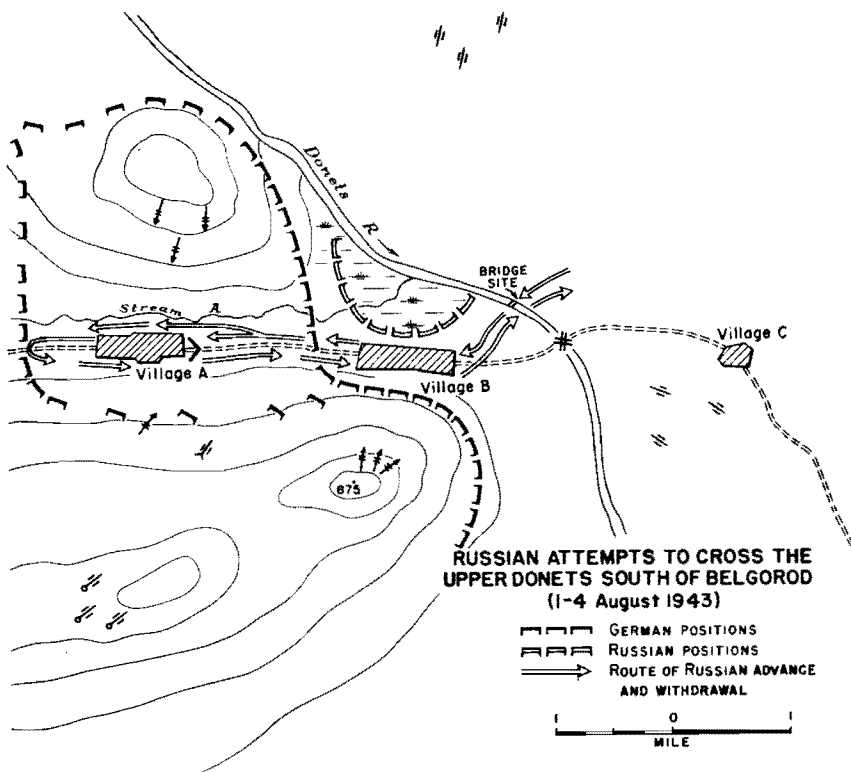 Donets R.
BRIDGE
SITE
Stream A
Village C
Village A
Village B
875
RUSSIAN ATTEMPTS TO CROSS THE
UPPER DONETS SOUTH OF BELGOROD
(1-4 August 1943)
GERMAN POSITIONS
RUSSIAN POSITIONS
ROUTE OF RUSSIAN ADVANCE
AND WITHDRAWAL
1 0 1
MILE